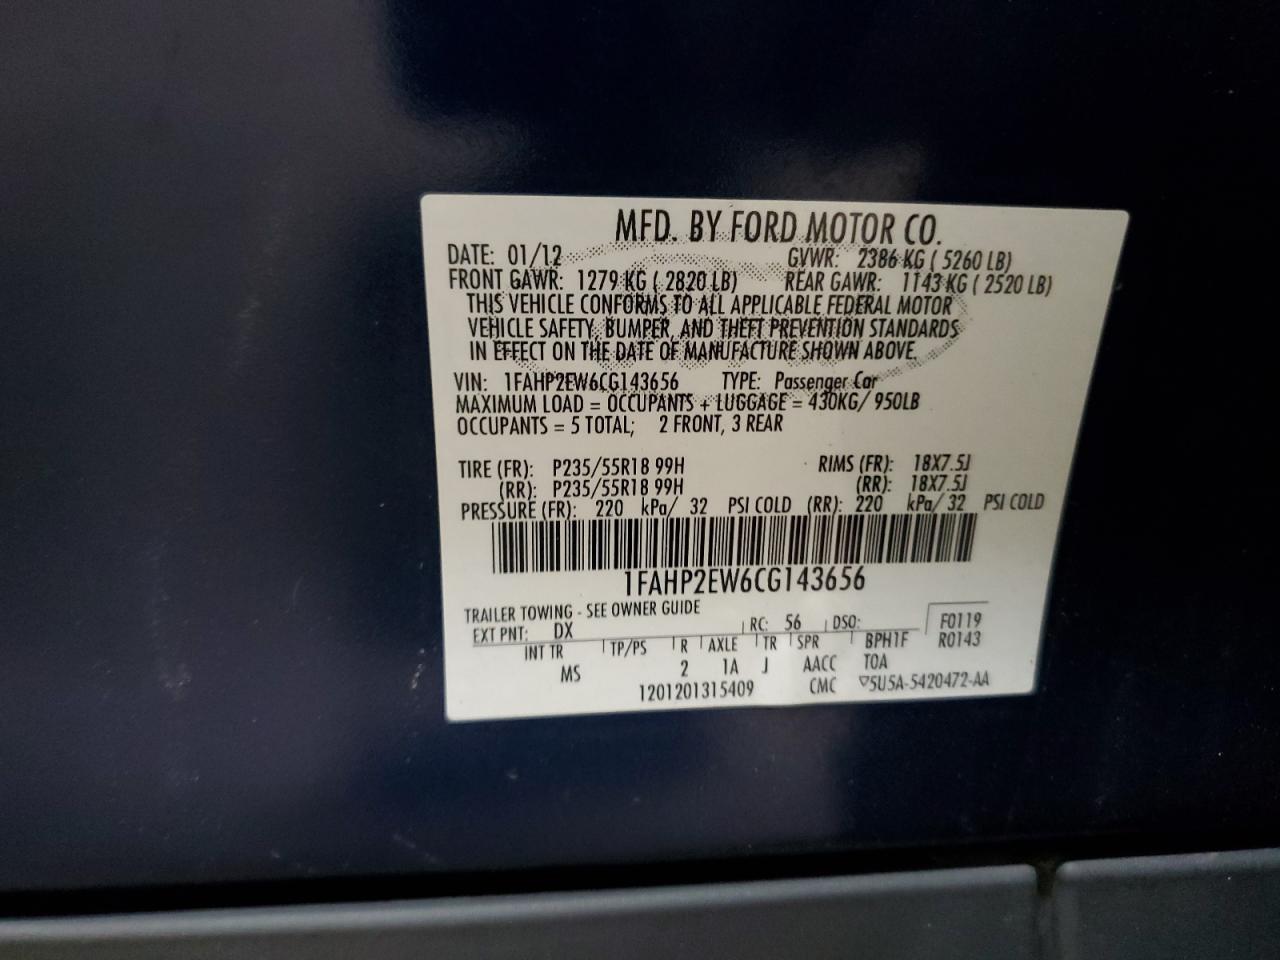 MFD. BY FORD MOTOR CO.
DATE: 01/12 GVWR: 2386 KG ( 5260 LB)
FRONT GAWR: 1279 KG ( 2820 LB) REAR GAWR: 1143 KG ( 2520 LB)
THIS VEHICLE CONFORMS TO ALL APPLICABLE FEDERAL MOTOR
VEHICLE SAFETY, BUMPER, AND THEFT PREVENTION STANDARDS
IN EFFECT ON THE DATE OF MANUFACTURE SHOWN ABOVE.
VIN: 1FAHP2EW6CG143656 TYPE: Passenger Car
MAXIMUM LOAD = OCCUPANTS + LUGGAGE = 430KG/ 950LB
OCCUPANTS = 5 TOTAL; 2 FRONT, 3 REAR
TIRE (FR): P235/55R18 99H RIMS (FR): 18X7.5J
(RR): P235/55R18 99H (RR): 18X7.5J
PRESSURE (FR): 220 kPa/ 32 PSI COLD (RR): 220 kPa/ 32 PSI COLD
1FAHP2EW6CG143656
TRAILER TOWING - SEE OWNER GUIDE
EXT PNT: DX RC: 56 DSO: F0119
INT TR TP/PS R AXLE TR SPR BPH1F R0143
MS 2 1A J AACC TOA
1201201315409 CMC ▽5U5A-5420472-AA